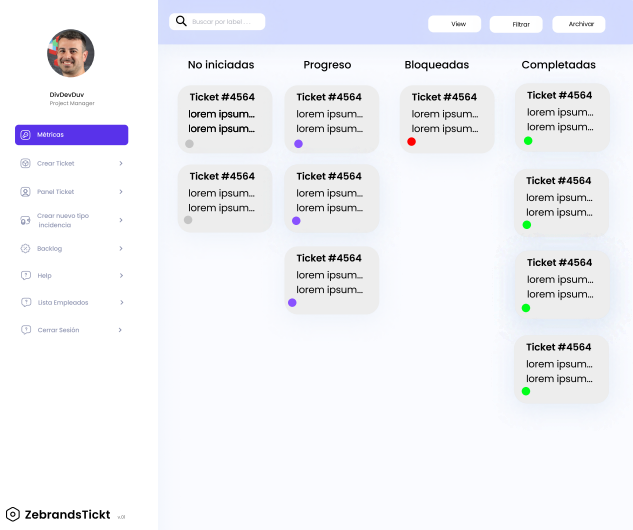 Buscar por label ....
View
Filtrar
Archivar
DivDevDuv
Project Manager
Métricas
Crear Ticket
Panel Ticket
Crear nuevo tipo
incidencia
Backlog
Help
Lista Empleados
Cerrar Sesión
ZebrandsTickt
v.01
No iniciadas
Ticket #4564
lorem ipsum...
lorem ipsum...
Ticket #4564
lorem ipsum...
lorem ipsum...
Progreso
Ticket #4564
lorem ipsum...
lorem ipsum...
Ticket #4564
lorem ipsum...
lorem ipsum...
Ticket #4564
lorem ipsum...
lorem ipsum...
Bloqueadas
Ticket #4564
lorem ipsum...
lorem ipsum...
Completadas
Ticket #4564
lorem ipsum...
lorem ipsum...
Ticket #4564
lorem ipsum...
lorem ipsum...
Ticket #4564
lorem ipsum...
lorem ipsum...
Ticket #4564
lorem ipsum...
lorem ipsum...